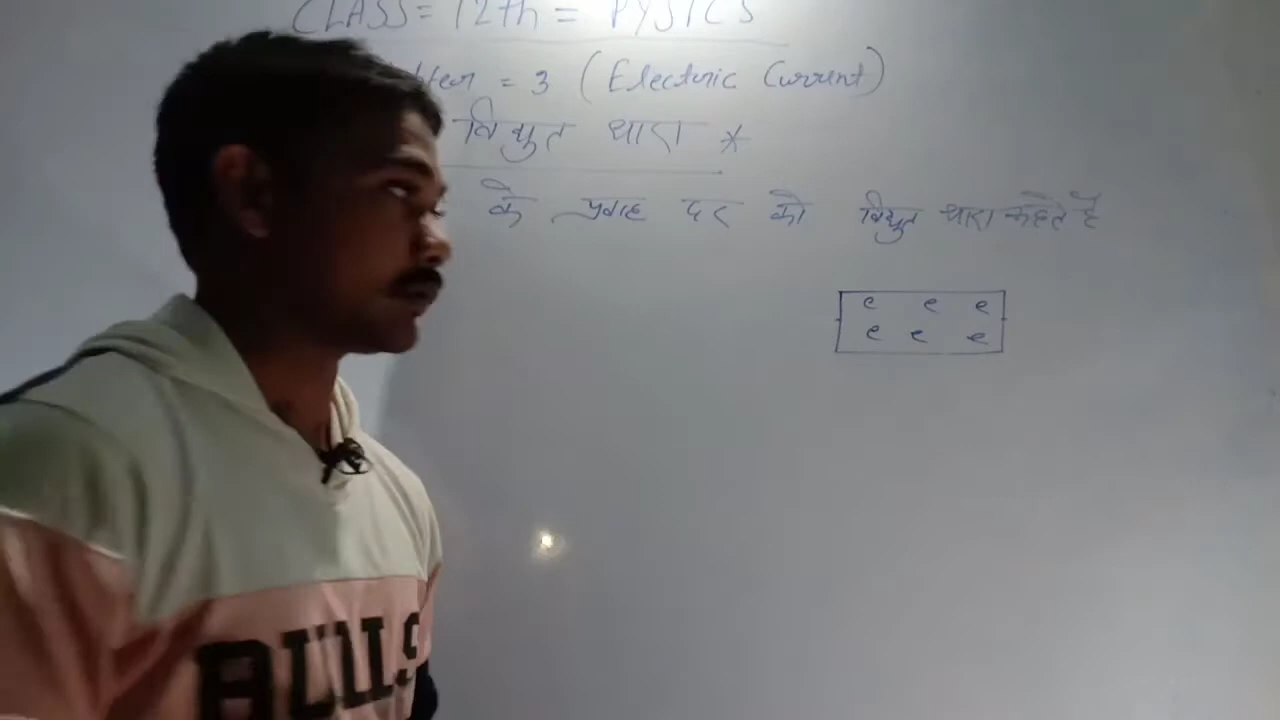 CLASS = 12th = PYSICS
= 3 (Electric Current)
विद्युत धारा *
के प्रवाह दर को विद्युत धारा कहते है
e e e
e e e
BULLS